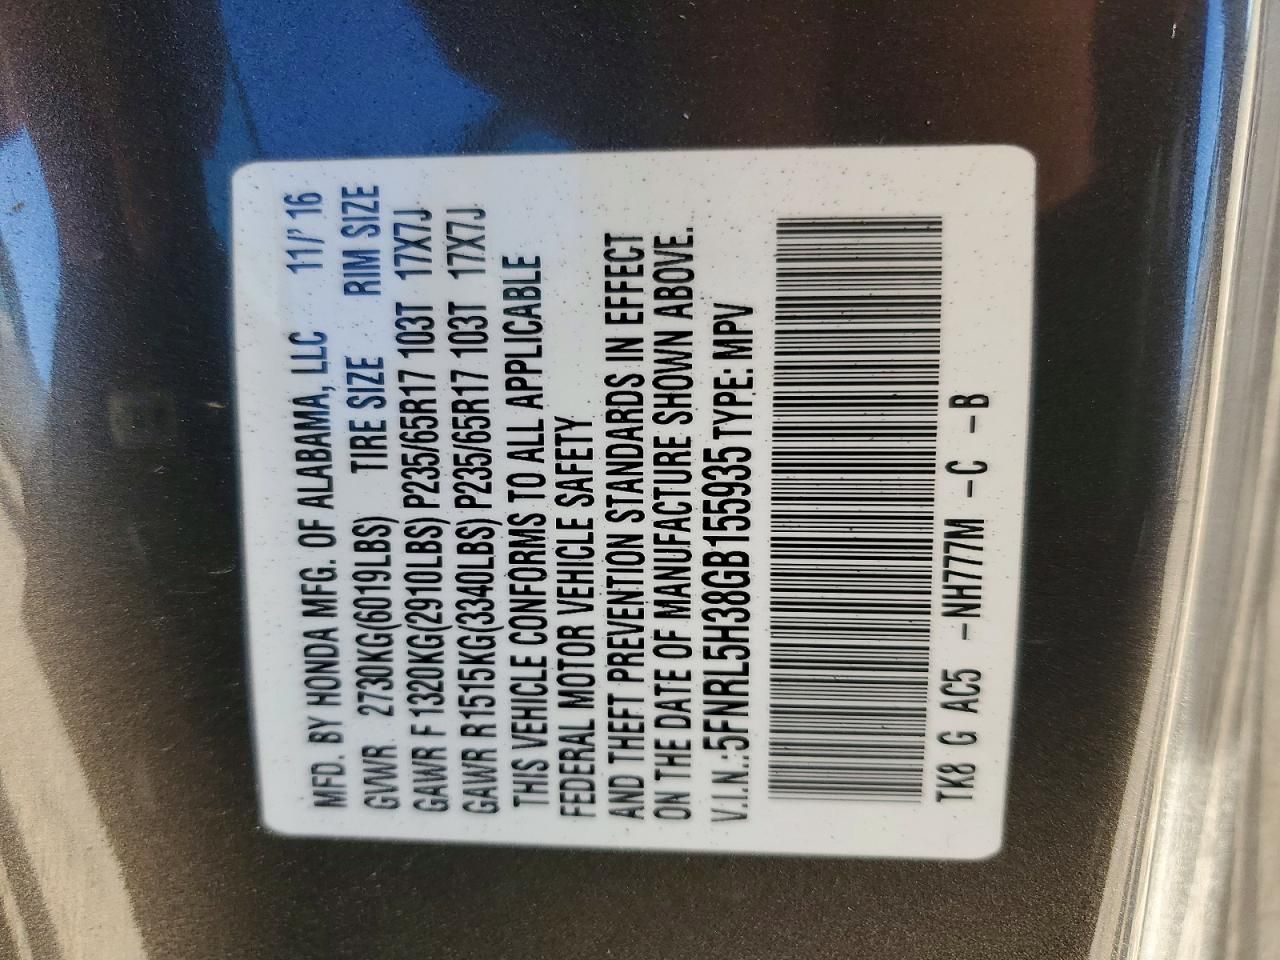 MFD. BY HONDA MFG. OF ALABAMA, LLC 11/' 16
GVWR 2730KG(6019LBS) TIRE SIZE RIM SIZE
GAWR F 1320KG(2910LBS) P235/65R17 103T 17X7J
GAWR R1515KG(3340LBS) P235/65R17 103T 17X7J
THIS VEHICLE CONFORMS TO ALL APPLICABLE
FEDERAL MOTOR VEHICLE SAFETY
AND THEFT PREVENTION STANDARDS IN EFFECT
ON THE DATE OF MANUFACTURE SHOWN ABOVE.
V.I.N.:5FNRL5H38GB155935 TYPE: MPV
TK8 G AC5 -NH777M -C -B